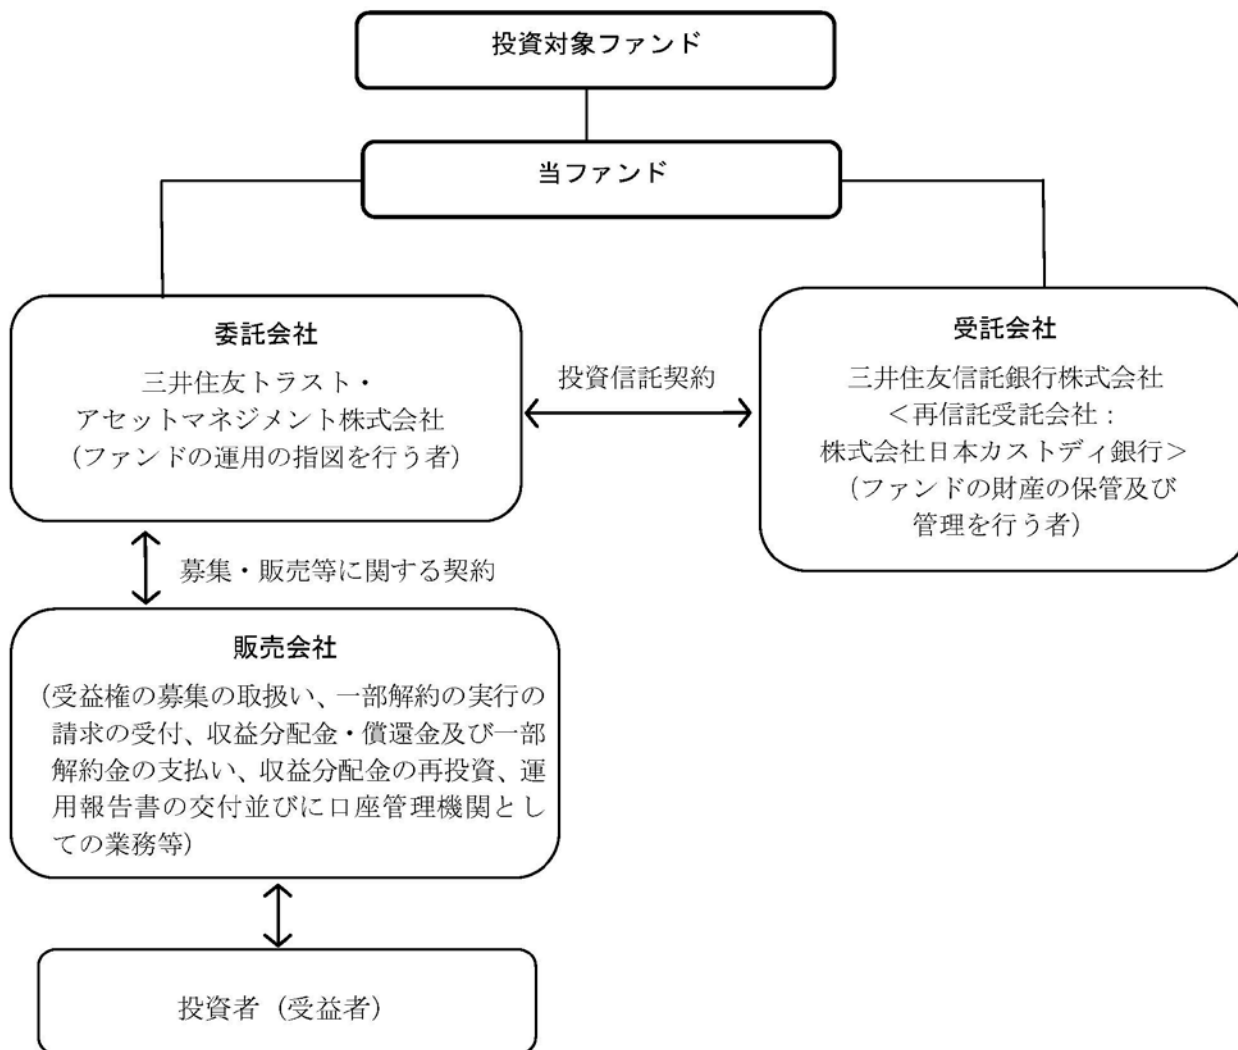 投資対象ファンド
当ファンド
委託会社
三井住友トラスト・
アセットマネジメント株式会社
（ファンドの運用の指図を行う者）
投資信託契約
受託会社
三井住友信託銀行株式会社
＜再信託受託会社：
株式会社日本カストディ銀行＞
（ファンドの財産の保管及び
管理を行う者）
募集・販売等に関する契約
販売会社
（受益権の募集の取扱い、一部解約の実行の
請求の受付、収益分配金・償還金及び一部
解約金の支払い、収益分配金の再投資、運
用報告書の交付並びに口座管理機関とし
ての業務等）
投資者（受益者）